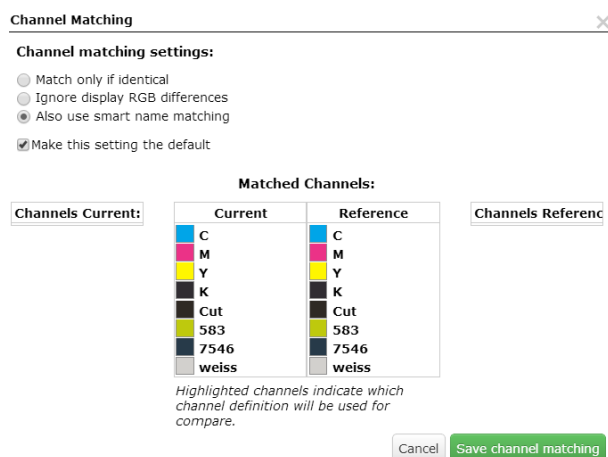 Channel Matching
Channel matching settings:
Match only if identical
Ignore display RGB differences
Also use smart name matching
Make this setting the default
Matched Channels:
Channels Current:
Current Reference
Channels Referenc
C C
M M
Y Y
K K
Cut Cut
583 583
7546 7546
weiss weiss
Highlighted channels indicate which
channel definition will be used for
compare.
Cancel Save channel matching